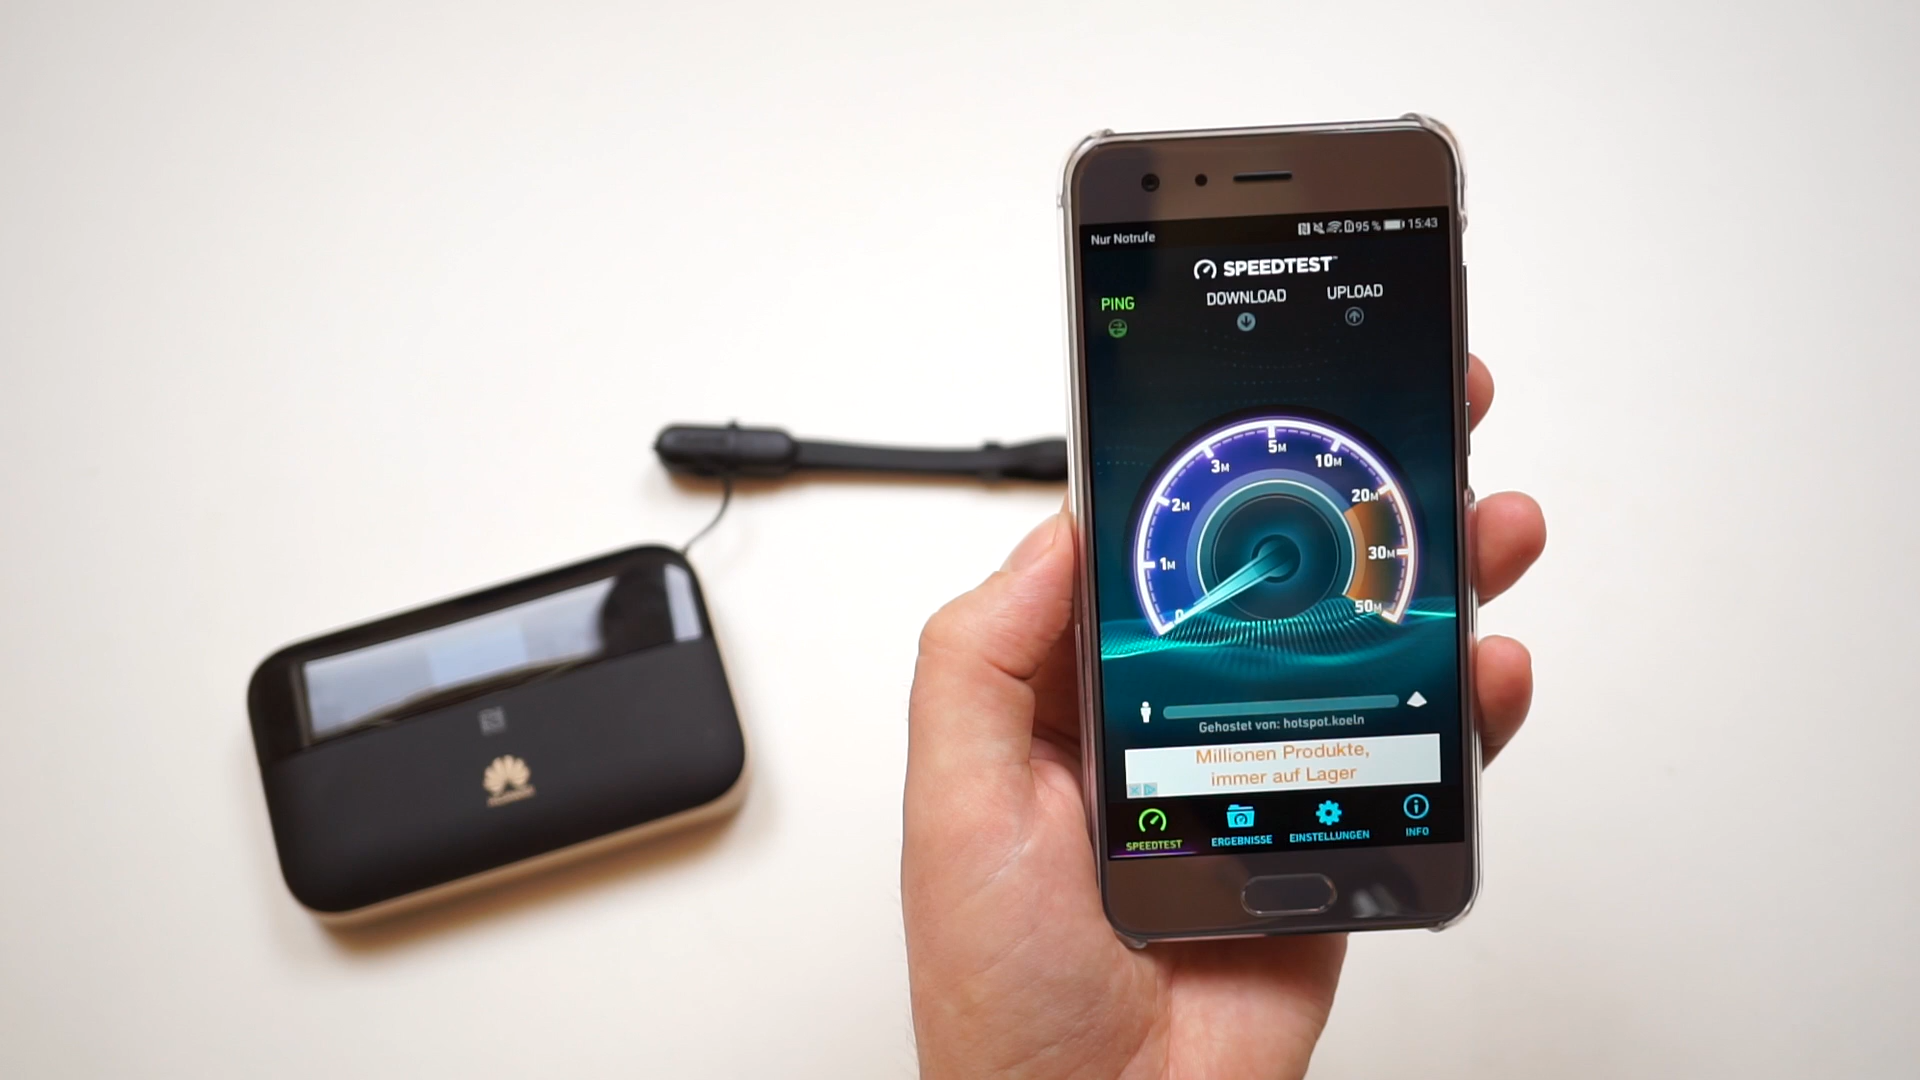 Nur Notrufe
95 % 15:43
SPEEDTEST
PING DOWNLOAD UPLOAD
5M
3M 10M
2M 20M
1M 30M
0 50M
Gehostet von: hotspot.koeln
Millionen Produkte,
immer auf Lager
SPEEDTEST ERGEBNISSE EINSTELLUNGEN INFO